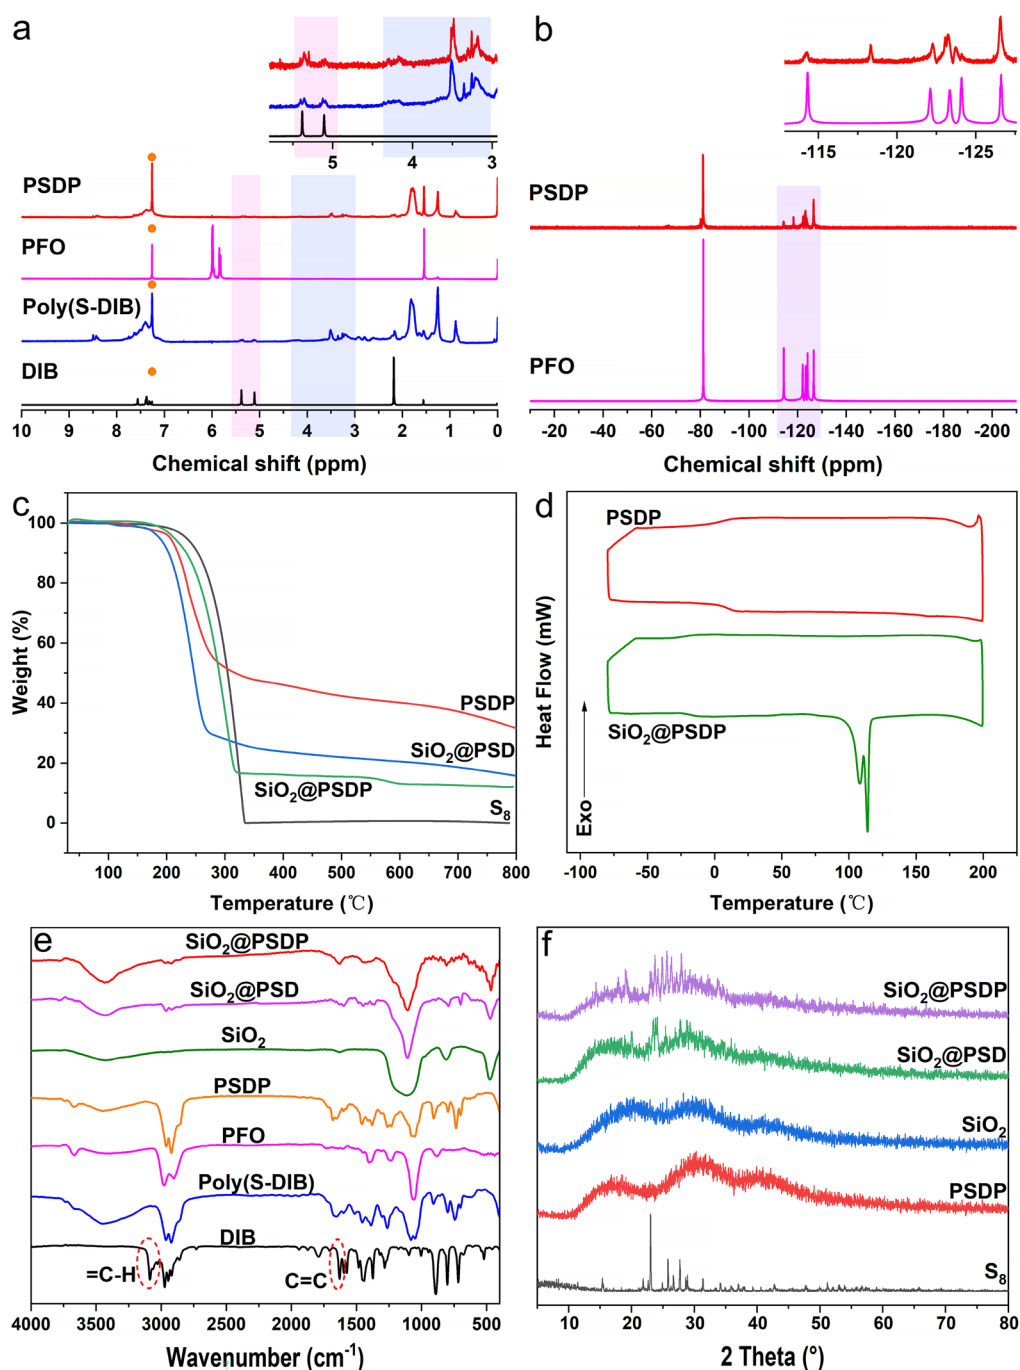 a
5 4 3
PSDP
PFO
Poly(S-DIB)
DIB
10 9 8 7 6 5 4 3 2 1 0
Chemical shift (ppm)
b
-115 -120 -125
PSDP
PFO
-20 -40 -60 -80 -100 -120 -140 -160 -180 -200
Chemical shift (ppm)
c
100
80
60
40
20
0
Weight (%)
PSDP
SiO2@PSD
SiO2@PSDP
S8
100 200 300 400 500 600 700 800
Temperature (℃)
d
PSDP
SiO2@PSDP
Heat Flow (mW)
Exo
-100 -50 0 50 100 150 200
Temperature (℃)
e
SiO2@PSDP
SiO2@PSD
SiO2
PSDP
PFO
Poly(S-DIB)
DIB
=C-H
C=C
4000 3500 3000 2500 2000 1500 1000 500
Wavenumber (cm-1)
f
SiO2@PSDP
SiO2@PSD
SiO2
PSDP
S8
5 10 20 30 40 50 60 70 80
2 Theta (°)